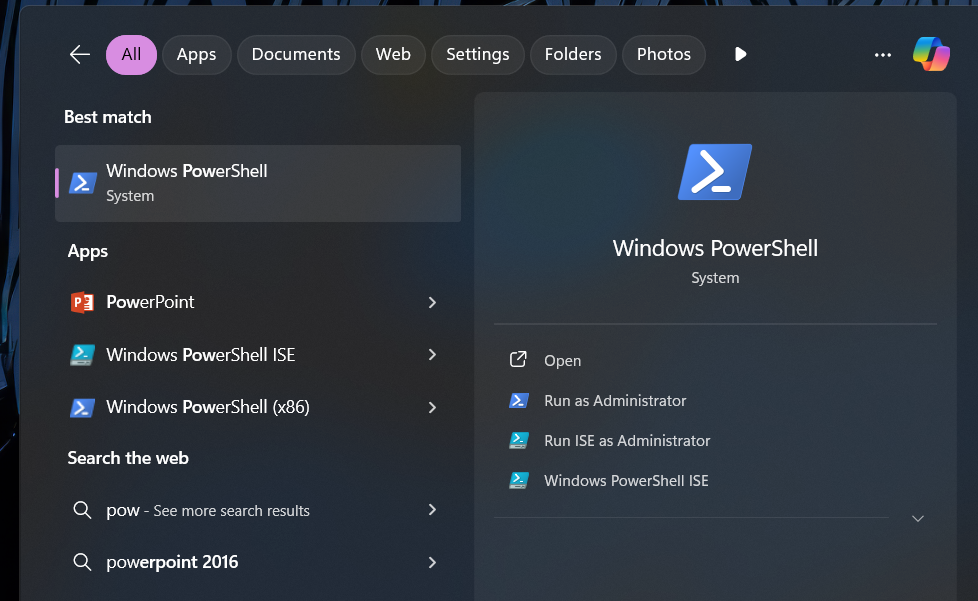 All
Apps
Documents
Web
Settings
Folders
Photos
Best match
Windows PowerShell
System
Apps
PowerPoint
Windows PowerShell ISE
Windows PowerShell (x86)
Search the web
pow - See more search results
powerpoint 2016
Windows PowerShell
System
Open
Run as Administrator
Run ISE as Administrator
Windows PowerShell ISE